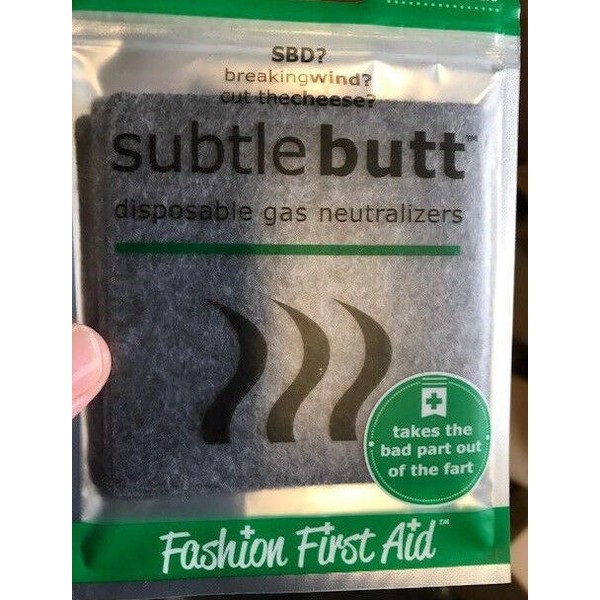 SBD?
breakingwind?
cut thecheese?
subtlebutt™
disposable gas neutralizers
takes the
bad part out
of the fart
Fashion First Aid™